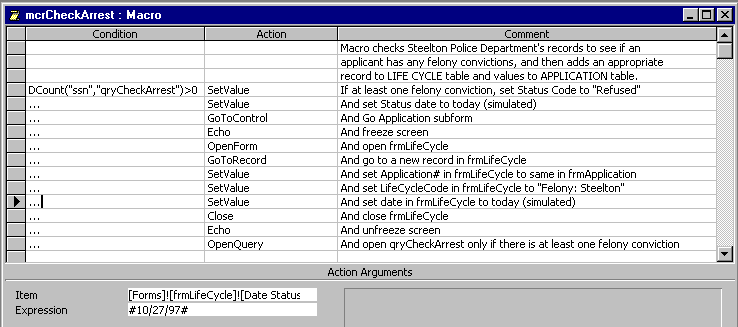 mcrCheckArrest : Macro
Condition Action Comment
Macro checks Steelton Police Department's records to see if an
applicant has any felony convictions, and then adds an appropriate
record to LIFE CYCLE table and values to APPLICATION table.
DCount("ssn","qryCheckArrest")>0 SetValue If at least one felony conviction, set Status Code to "Refused"
... SetValue And set Status date to today (simulated)
... GoToControl And Go Application subform
... Echo And freeze screen
... OpenForm And open frmLifeCycle
... GoToRecord And go to a new record in frmLifeCycle
... SetValue And set Application# in frmLifeCycle to same in frmApplication
... SetValue And set LifeCycleCode in frmLifeCycle to "Felony: Steelton"
... SetValue And set date in frmLifeCycle to today (simulated)
... Close And close frmLifeCycle
... Echo And unfreeze screen
... OpenQuery And open qryCheckArrest only if there is at least one felony conviction
Action Arguments
Item [Forms]![frmLifeCycle]![Date Status
Expression #10/27/97#